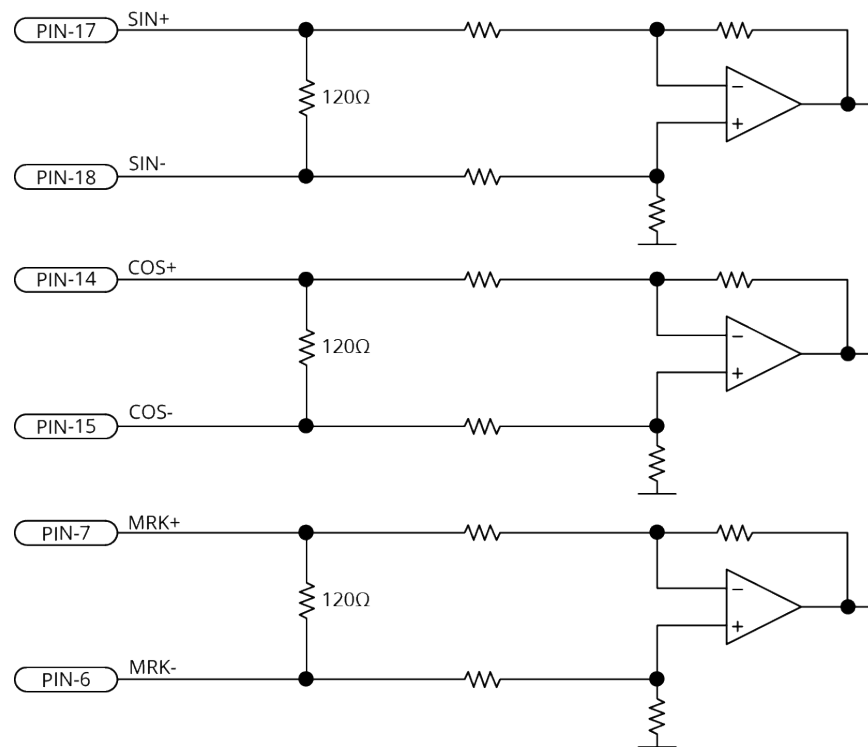 SIN+
PIN-17
120Ω
SIN-
PIN-18
COS+
PIN-14
120Ω
COS-
PIN-15
MRK+
PIN-7
120Ω
MRK-
PIN-6